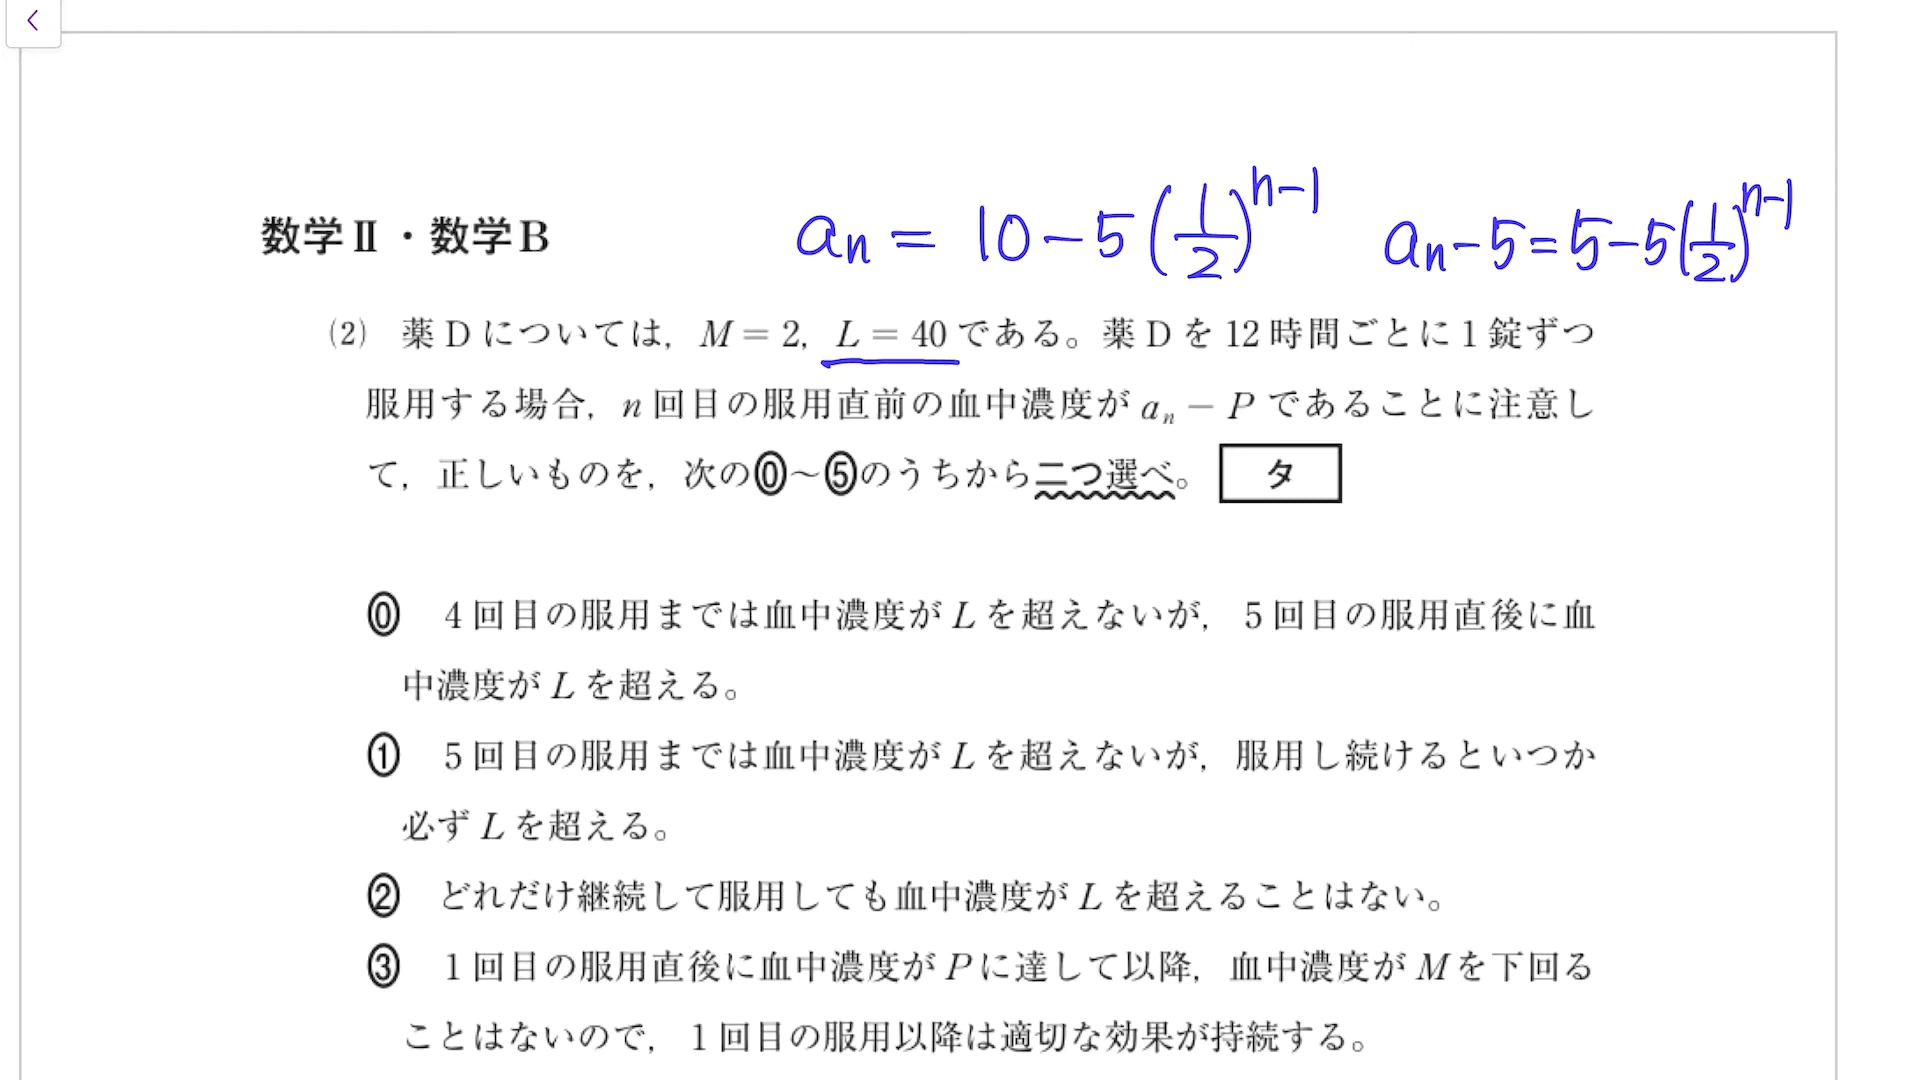 数学Ⅱ・数学B
aₙ = 10 − 5(1/2)ⁿ⁻¹ aₙ − 5 = 5 − 5(1/2)ⁿ⁻¹
(2) 薬Dについては，M = 2，L = 40である。薬Dを12時間ごとに1錠ずつ
服用する場合，n回目の服用直前の血中濃度がaₙ − Pであることに注意し
て，正しいものを，次の⓪～⑤のうちから二つ選べ。 タ
⓪ 4回目の服用までは血中濃度がLを超えないが，5回目の服用直後に血
中濃度がLを超える。
① 5回目の服用までは血中濃度がLを超えないが，服用し続けるといつか
必ずLを超える。
② どれだけ継続して服用しても血中濃度がLを超えることはない。
③ 1回目の服用直後に血中濃度がPに達して以降，血中濃度がMを下回る
ことはないので，1回目の服用以降は適切な効果が持続する。